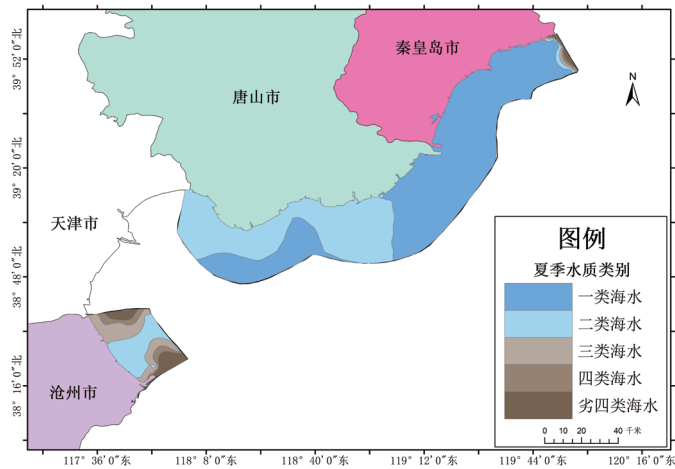 秦皇岛市
唐山市
天津市
沧州市
N
图例
夏季水质类别
一类海水
二类海水
三类海水
四类海水
劣四类海水
0 10 20 40 千米
39° 52′ 0″北
39° 20′ 0″北
38° 48′ 0″北
38° 16′ 0″北
117° 36′ 0″东 118° 8′ 0″东 118° 40′ 0″东 119° 12′ 0″东 119° 44′ 0″东 120° 16′ 0″东